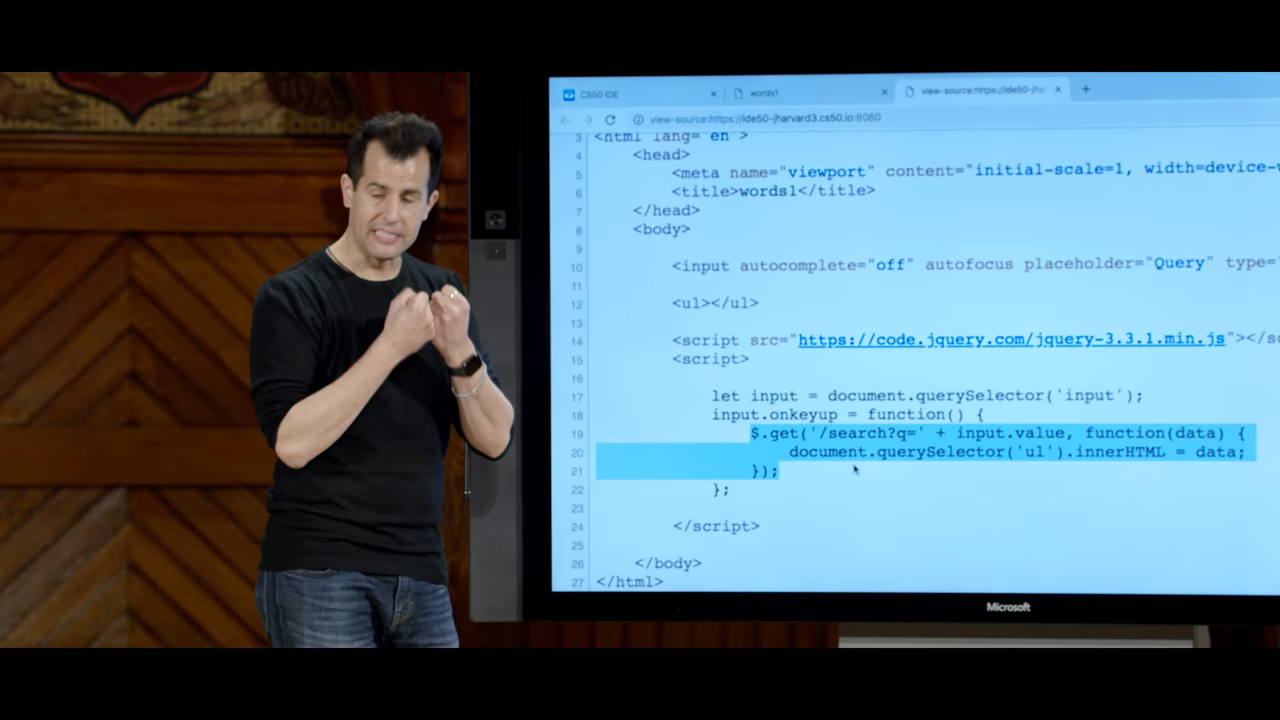 CS50 IDE
words1
view-source:https://ide50-jhar
view-source:https://ide50-jharvard3.cs50.io:8080
3 <html lang="en">
4 <head>
5 <meta name="viewport" content="initial-scale=1, width=device-
6 <title>words1</title>
7 </head>
8 <body>
9
10 <input autocomplete="off" autofocus placeholder="Query" type=
11
12 <ul></ul>
13
14 <script src="https://code.jquery.com/jquery-3.3.1.min.js"></sc
15 <script>
16
17 let input = document.querySelector('input');
18 input.onkeyup = function() {
19 $.get('/search?q=' + input.value, function(data) {
20 document.querySelector('ul').innerHTML = data;
21 });
22 };
23
24 </script>
25
26 </body>
27 </html>
Microsoft